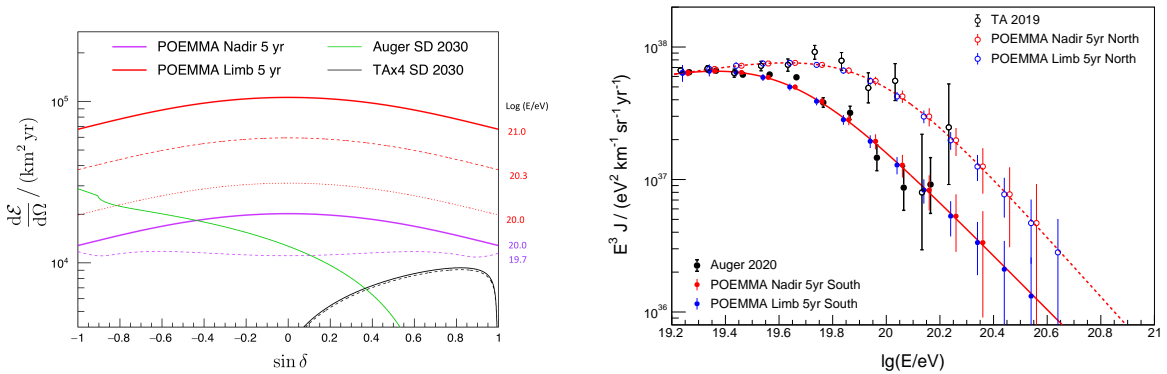 POEMMA Nadir 5 yr
Auger SD 2030
POEMMA Limb 5 yr
TAx4 SD 2030
Log (E/eV)
21.0
20.3
20.0
20.0
19.7
10⁵
10⁴
dℰ/dΩ / (km² yr)
−1 −0.8 −0.6 −0.4 −0.2 0 0.2 0.4 0.6 0.8 1
sin δ
TA 2019
POEMMA Nadir 5yr North
POEMMA Limb 5yr North
Auger 2020
POEMMA Nadir 5yr South
POEMMA Limb 5yr South
10³⁸
10³⁷
10³⁶
E³ J / (eV² km⁻¹ sr⁻¹ yr⁻¹)
19.2 19.4 19.6 19.8 20 20.2 20.4 20.6 20.8 21
lg(E/eV)